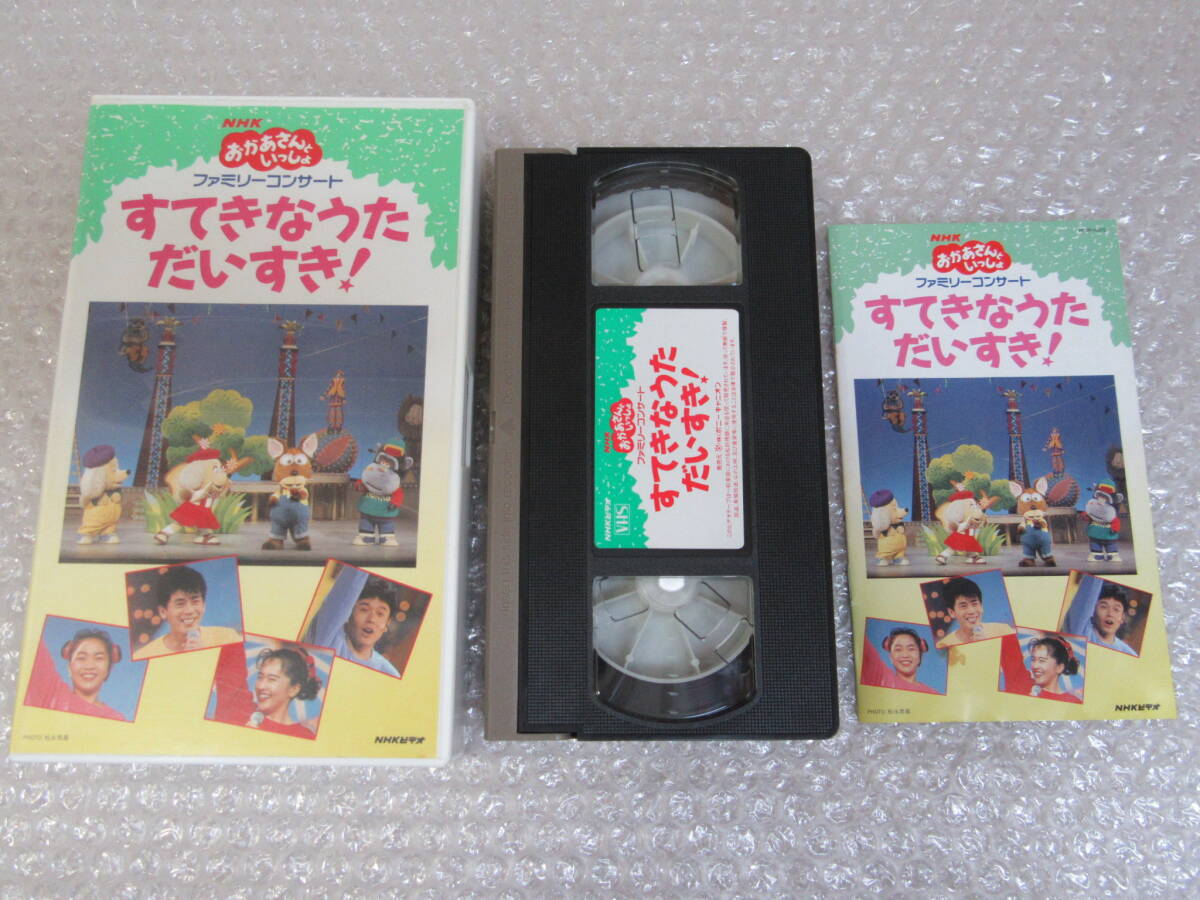 NHK
おかあさんと
いっしょ
ファミリーコンサート
すてきなうた
だいすき!
NHKビデオ
NHK
おかあさんと
いっしょ
ファミリーコンサート
すてきなうた
だいすき!
NHKビデオ
SHA
NHK
おかあさんと
いっしょ
ファミリーコンサート
すてきなうた
だいすき!
NHKビデオ